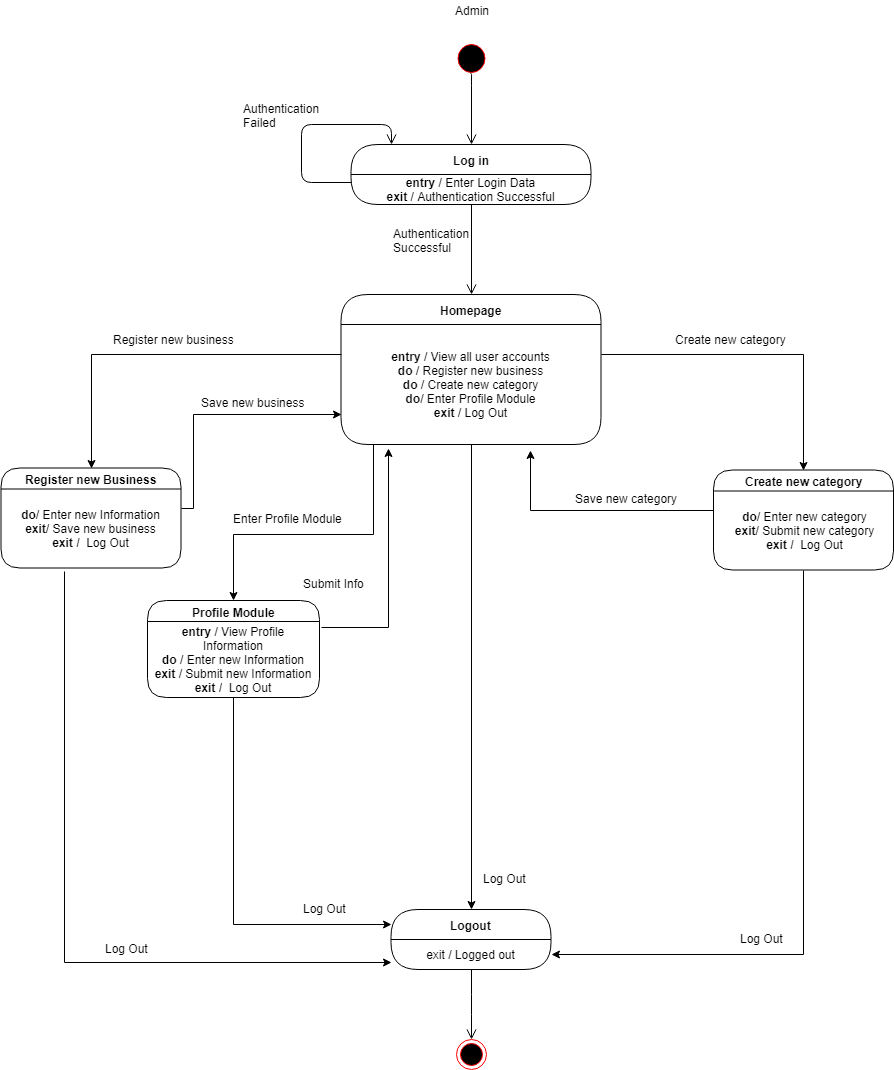 Admin
Authentication
Failed
Log in
entry / Enter Login Data
exit / Authentication Successful
Authentication
Successful
Homepage
entry / View all user accounts
do / Register new business
do / Create new category
do/ Enter Profile Module
exit / Log Out
Register new business
Create new category
Save new business
Register new Business
do/ Enter new Information
exit/ Save new business
exit /  Log Out
Create new category
do/ Enter new category
exit/ Submit new category
exit /  Log Out
Save new category
Enter Profile Module
Submit Info
Profile Module
entry / View Profile
Information
do / Enter new Information
exit / Submit new Information
exit /  Log Out
Log Out
Log Out
Log Out
Log Out
Logout
exit / Logged out